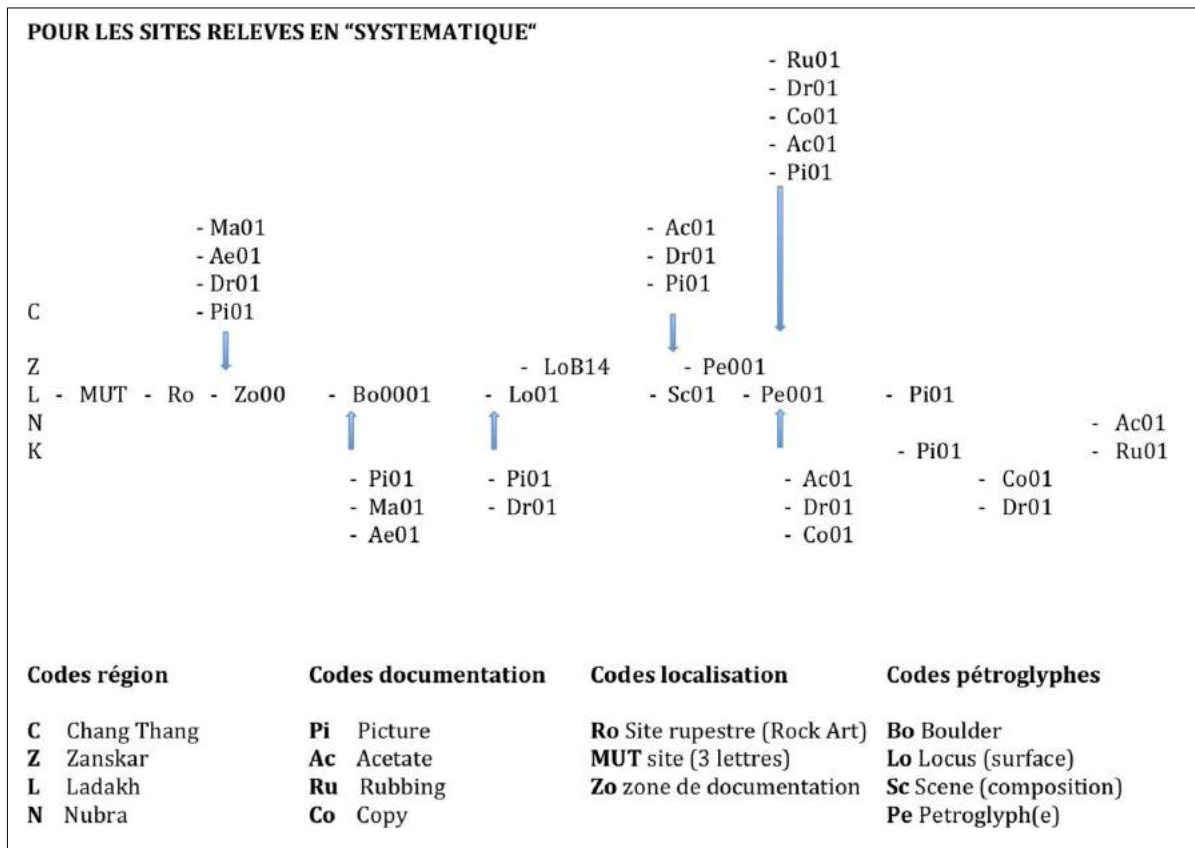 POUR LES SITES RELEVES EN “SYSTEMATIQUE“
- Ru01
- Dr01
- Co01
- Ac01
- Pi01
- Ma01 - Ac01
- Ae01 - Dr01
- Dr01 - Pi01
C - Pi01
Z - LoB14 - Pe001
L - MUT - Ro - Zo00 - Bo0001 - Lo01 - Sc01 - Pe001 - Pi01
N - Ac01
K - Pi01 - Ru01
- Pi01 - Pi01 - Ac01 - Co01
- Ma01 - Dr01 - Dr01 - Dr01
- Ae01 - Co01
Codes région Codes documentation Codes localisation Codes pétroglyphes
C Chang Thang Pi Picture Ro Site rupestre (Rock Art) Bo Boulder
Z Zanskar Ac Acetate MUT site (3 lettres) Lo Locus (surface)
L Ladakh Ru Rubbing Zo zone de documentation Sc Scene (composition)
N Nubra Co Copy Pe Petroglyph(e)